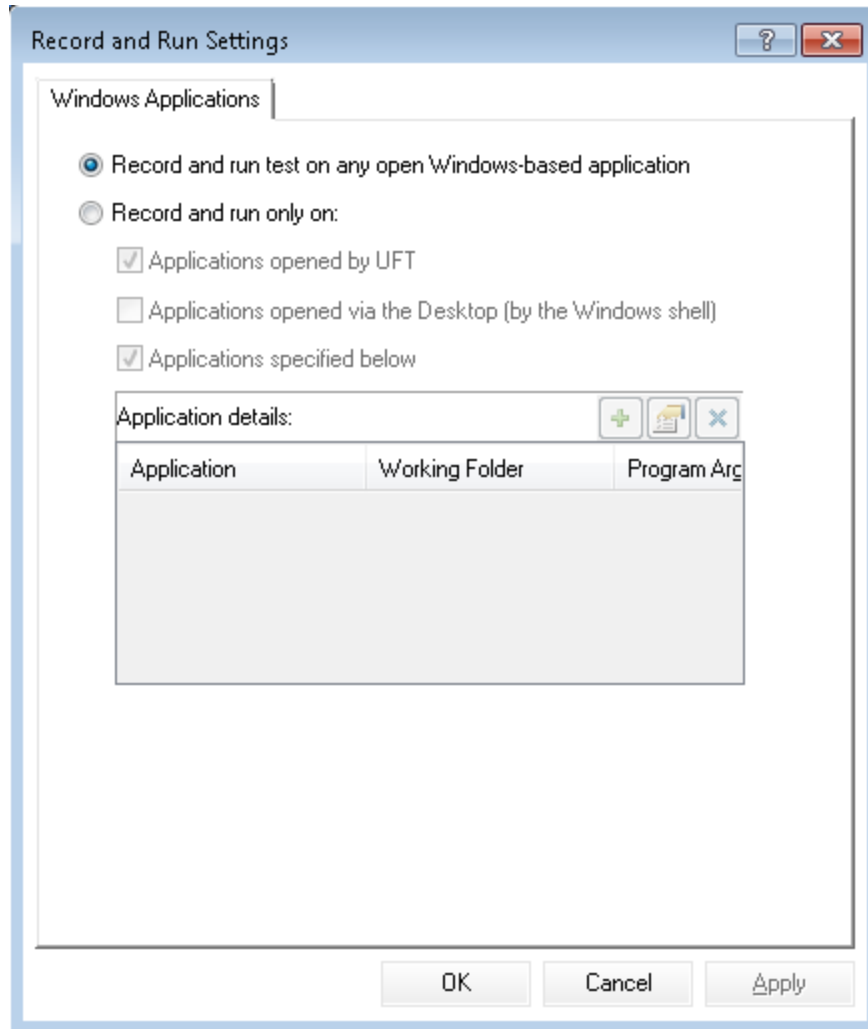 Record and Run Settings
Windows Applications
Record and run test on any open Windows-based application
Record and run only on:
Applications opened by UFT
Applications opened via the Desktop (by the Windows shell)
Applications specified below
Application details:
Application Working Folder Program Arg
OK Cancel Apply